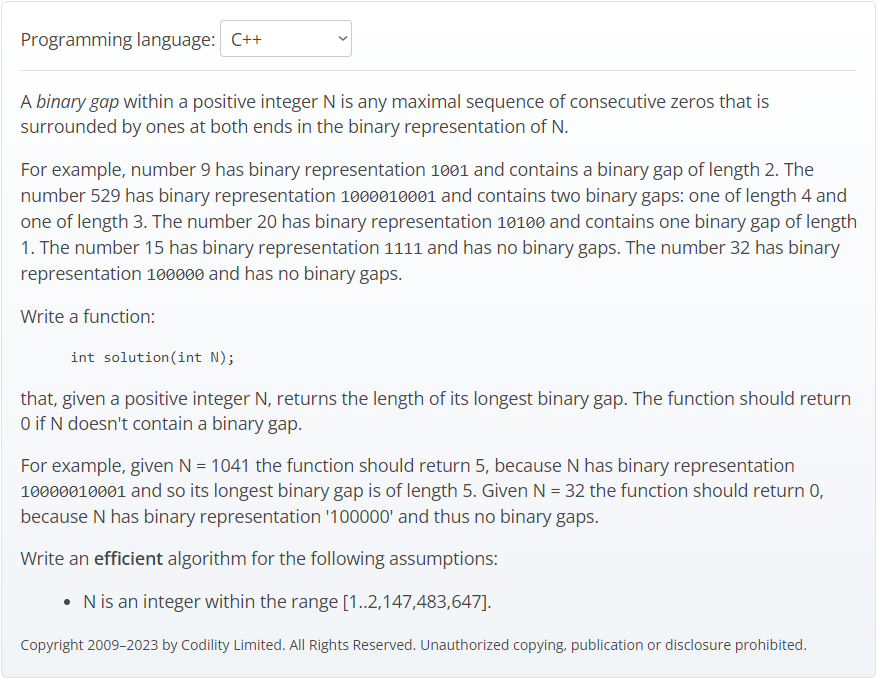 Programming language: C++
A binary gap within a positive integer N is any maximal sequence of consecutive zeros that is
surrounded by ones at both ends in the binary representation of N.
For example, number 9 has binary representation 1001 and contains a binary gap of length 2. The
number 529 has binary representation 1000010001 and contains two binary gaps: one of length 4 and
one of length 3. The number 20 has binary representation 10100 and contains one binary gap of length
1. The number 15 has binary representation 1111 and has no binary gaps. The number 32 has binary
representation 100000 and has no binary gaps.
Write a function:
int solution(int N);
that, given a positive integer N, returns the length of its longest binary gap. The function should return
0 if N doesn't contain a binary gap.
For example, given N = 1041 the function should return 5, because N has binary representation
10000010001 and so its longest binary gap is of length 5. Given N = 32 the function should return 0,
because N has binary representation '100000' and thus no binary gaps.
Write an efficient algorithm for the following assumptions:
• N is an integer within the range [1..2,147,483,647].
Copyright 2009–2023 by Codility Limited. All Rights Reserved. Unauthorized copying, publication or disclosure prohibited.